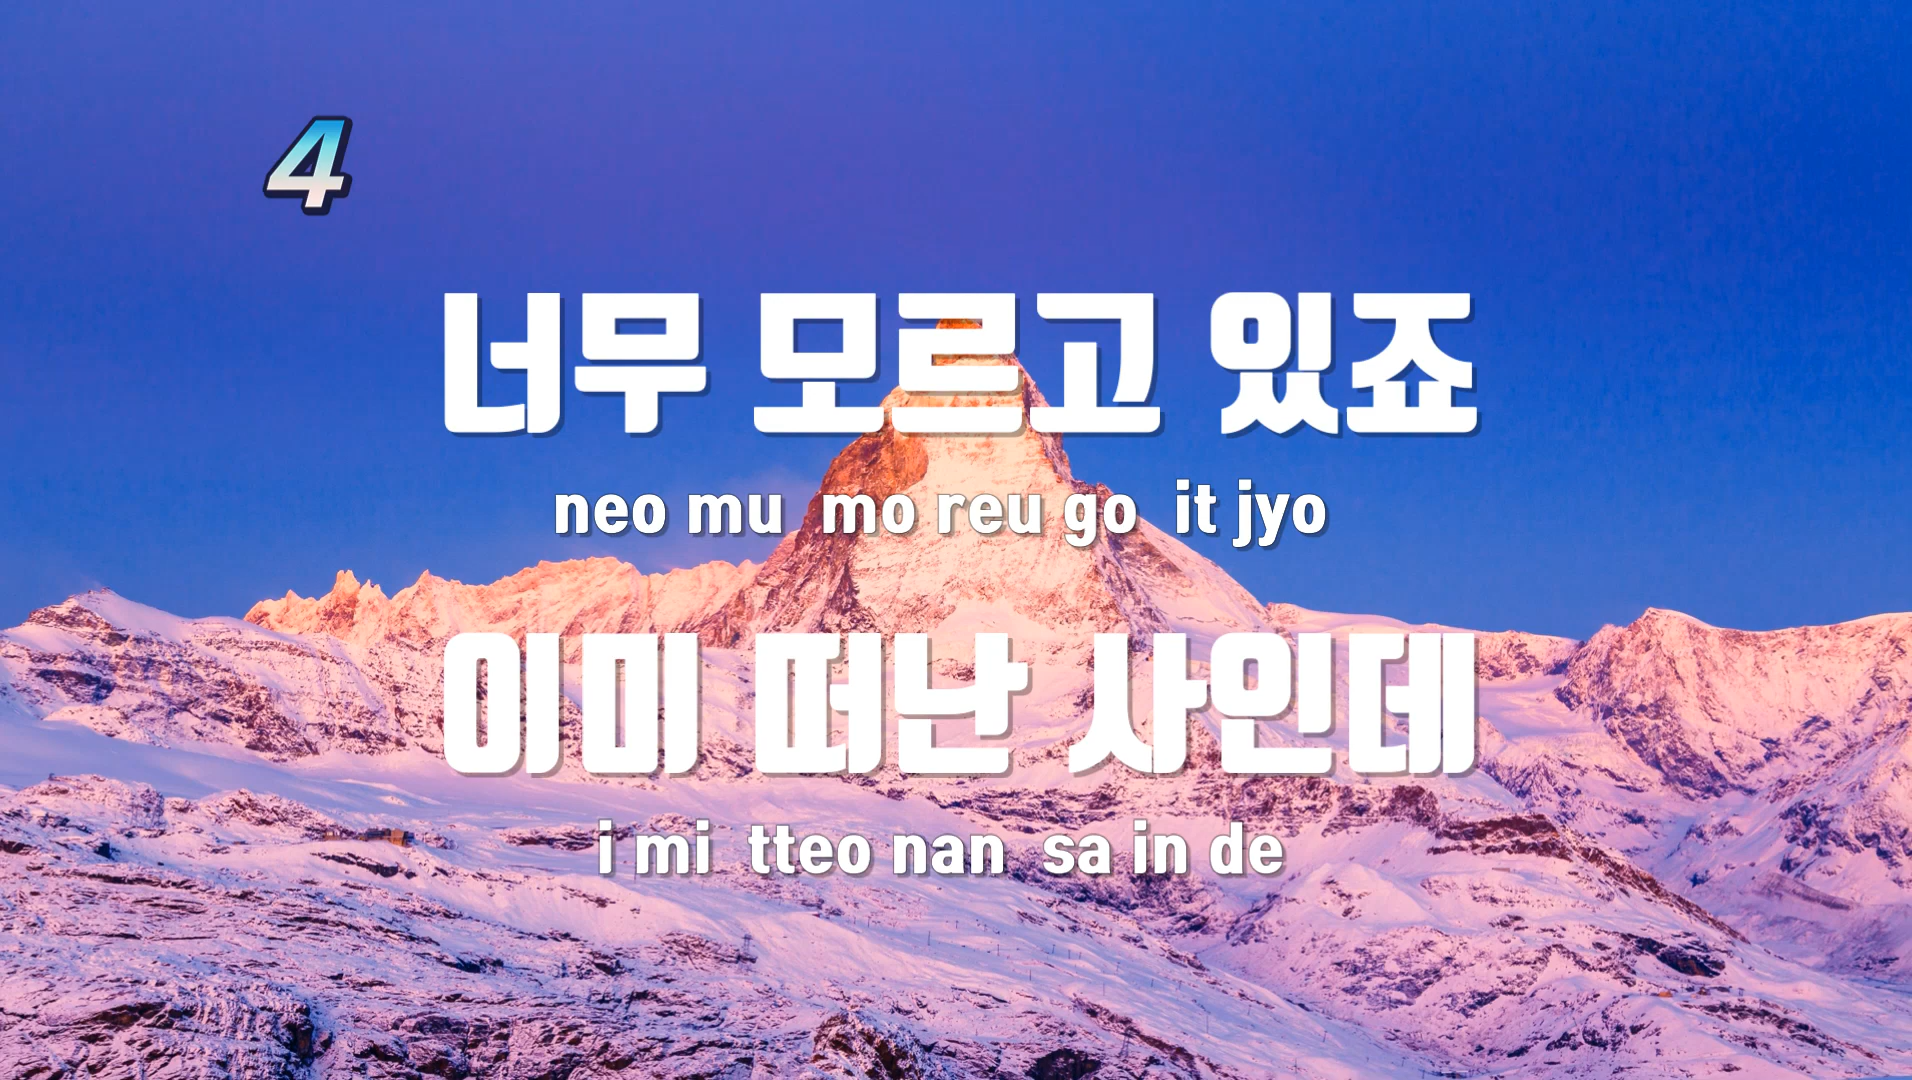 4
너무 모르고 있죠
neo mu mo reu go it jyo
이미 떠난 사인데
i mi tteo nan sa in de